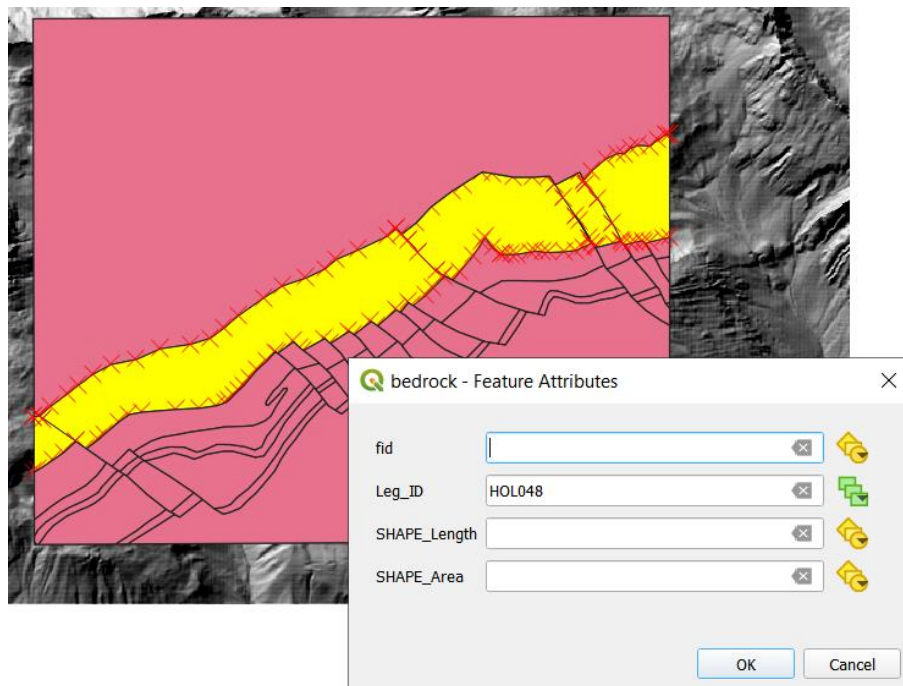 bedrock - Feature Attributes
fid
Leg_ID HOL048
SHAPE_Length
SHAPE_Area
OK Cancel